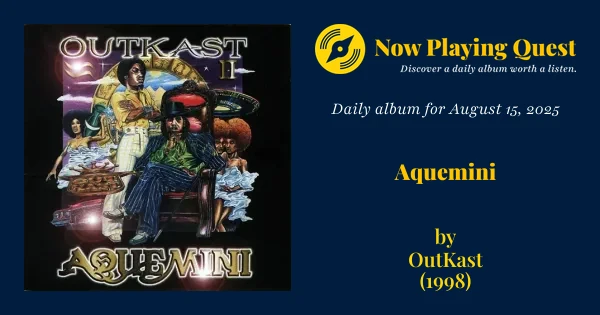 OUTKAST
II
AQUEMINI
Now Playing Quest
Discover a daily album worth a listen.
Daily album for August 15, 2025
Aquemini
by
OutKast
(1998)